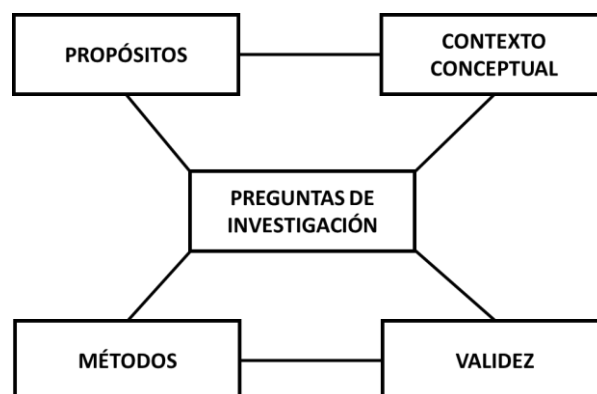 PROPÓSITOS
CONTEXTO
CONCEPTUAL
PREGUNTAS DE
INVESTIGACIÓN
MÉTODOS
VALIDEZ